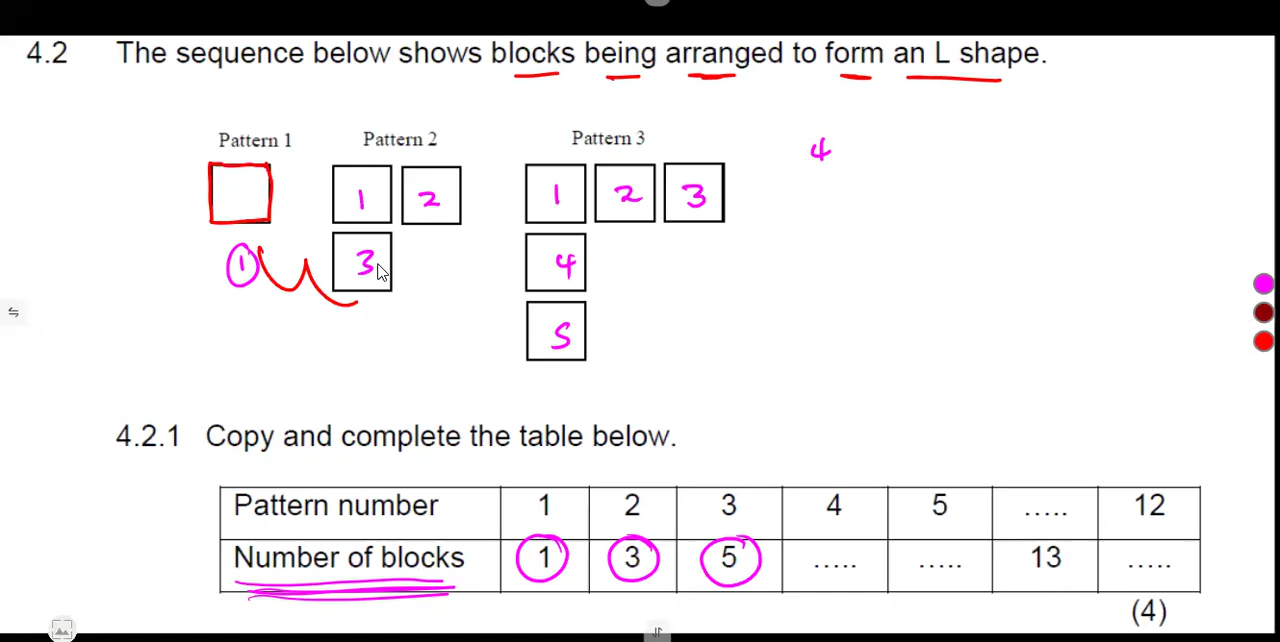 4.2 The sequence below shows blocks being arranged to form an L shape.
Pattern 1 Pattern 2 Pattern 3
4
1 2 1 2 3
1 3 4
5
4.2.1 Copy and complete the table below.
Pattern number 1 2 3 4 5 ..... 12
Number of blocks 1 3 5 ..... ..... 13 .....
(4)